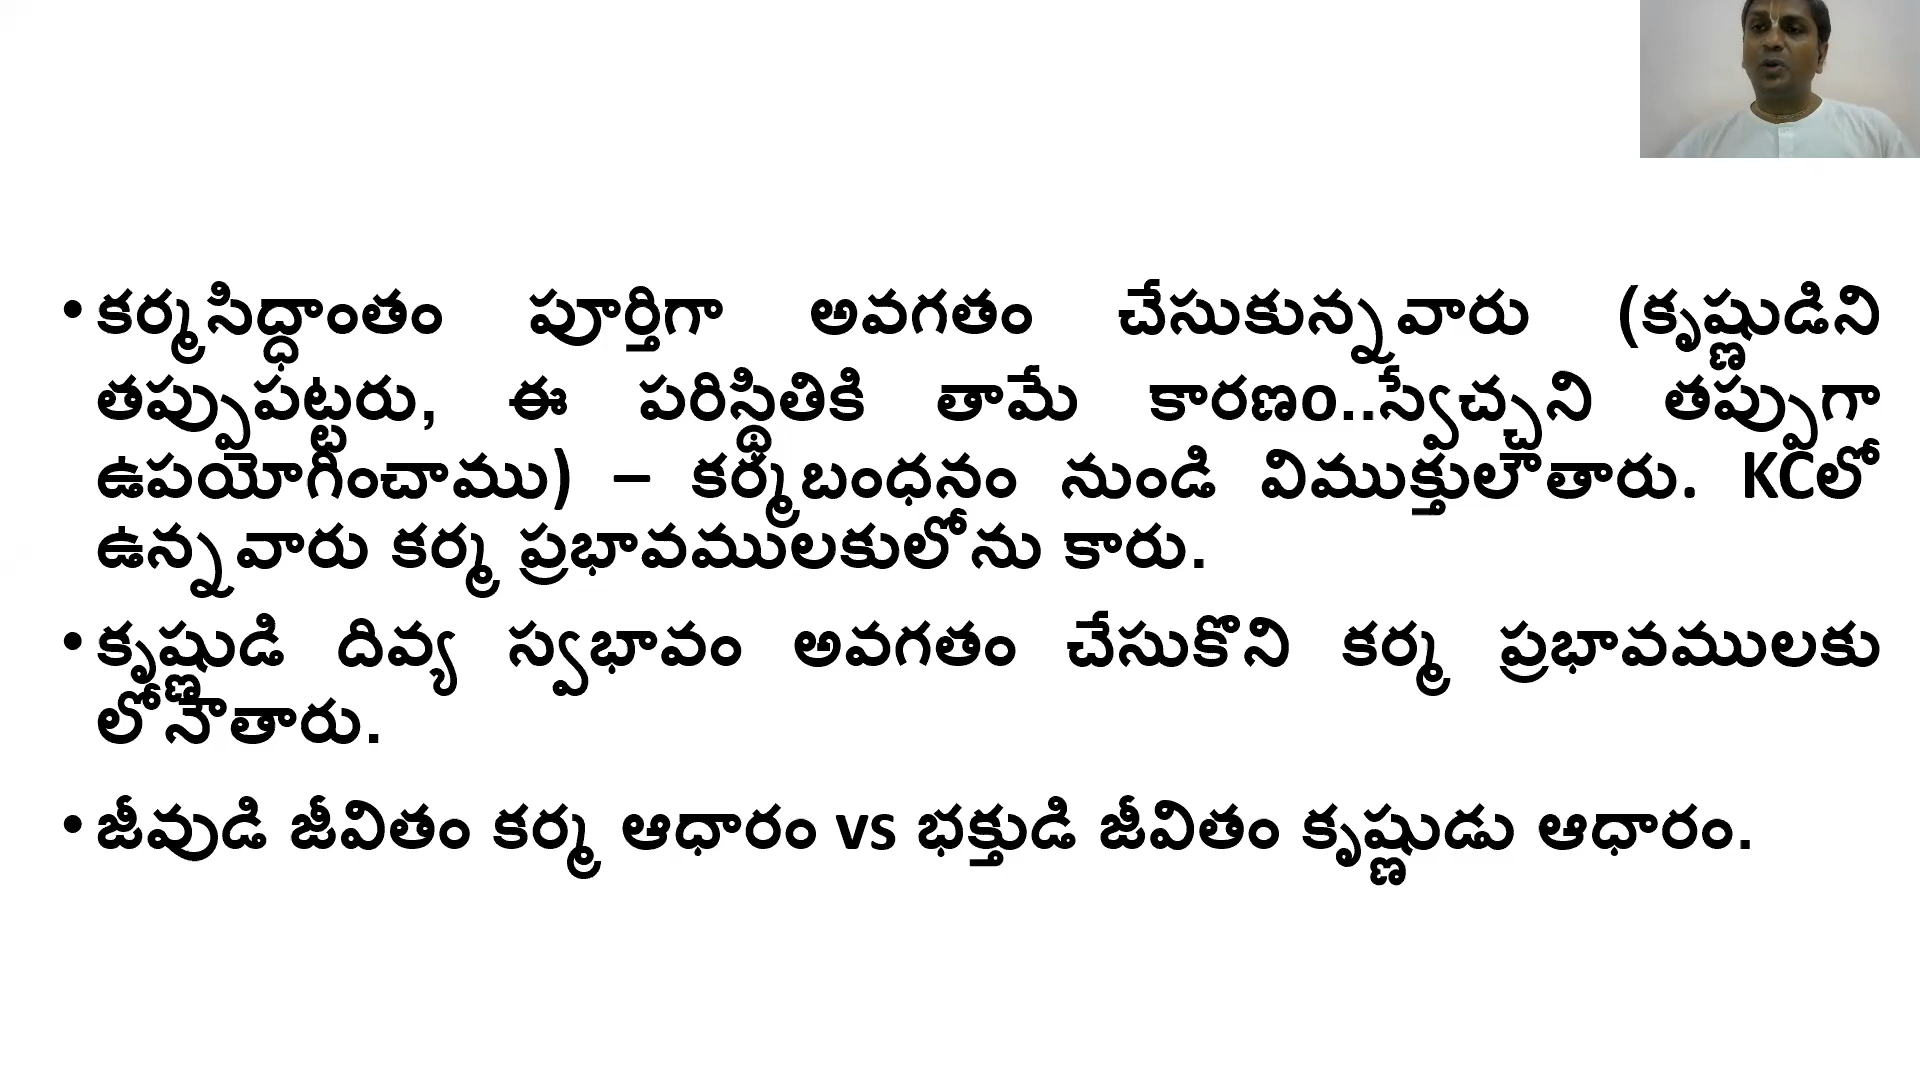 • కర్మసిద్ధాంతం పూర్తిగా అవగతం చేసుకున్నవారు (కృష్ణుడిని
తప్పుపట్టరు, ఈ పరిస్థితికి తామే కారణం..స్వేచ్చని తప్పుగా
ఉపయోగించాము) – కర్మబంధనం నుండి విముక్తులౌతారు. KCలో
ఉన్నవారు కర్మ ప్రభావములకులోను కారు.
• కృష్ణుడి దివ్య స్వభావం అవగతం చేసుకొని కర్మ ప్రభావములకు
లోనౌతారు.
• జీవుడి జీవితం కర్మ ఆధారం vs భక్తుడి జీవితం కృష్ణుడు ఆధారం.